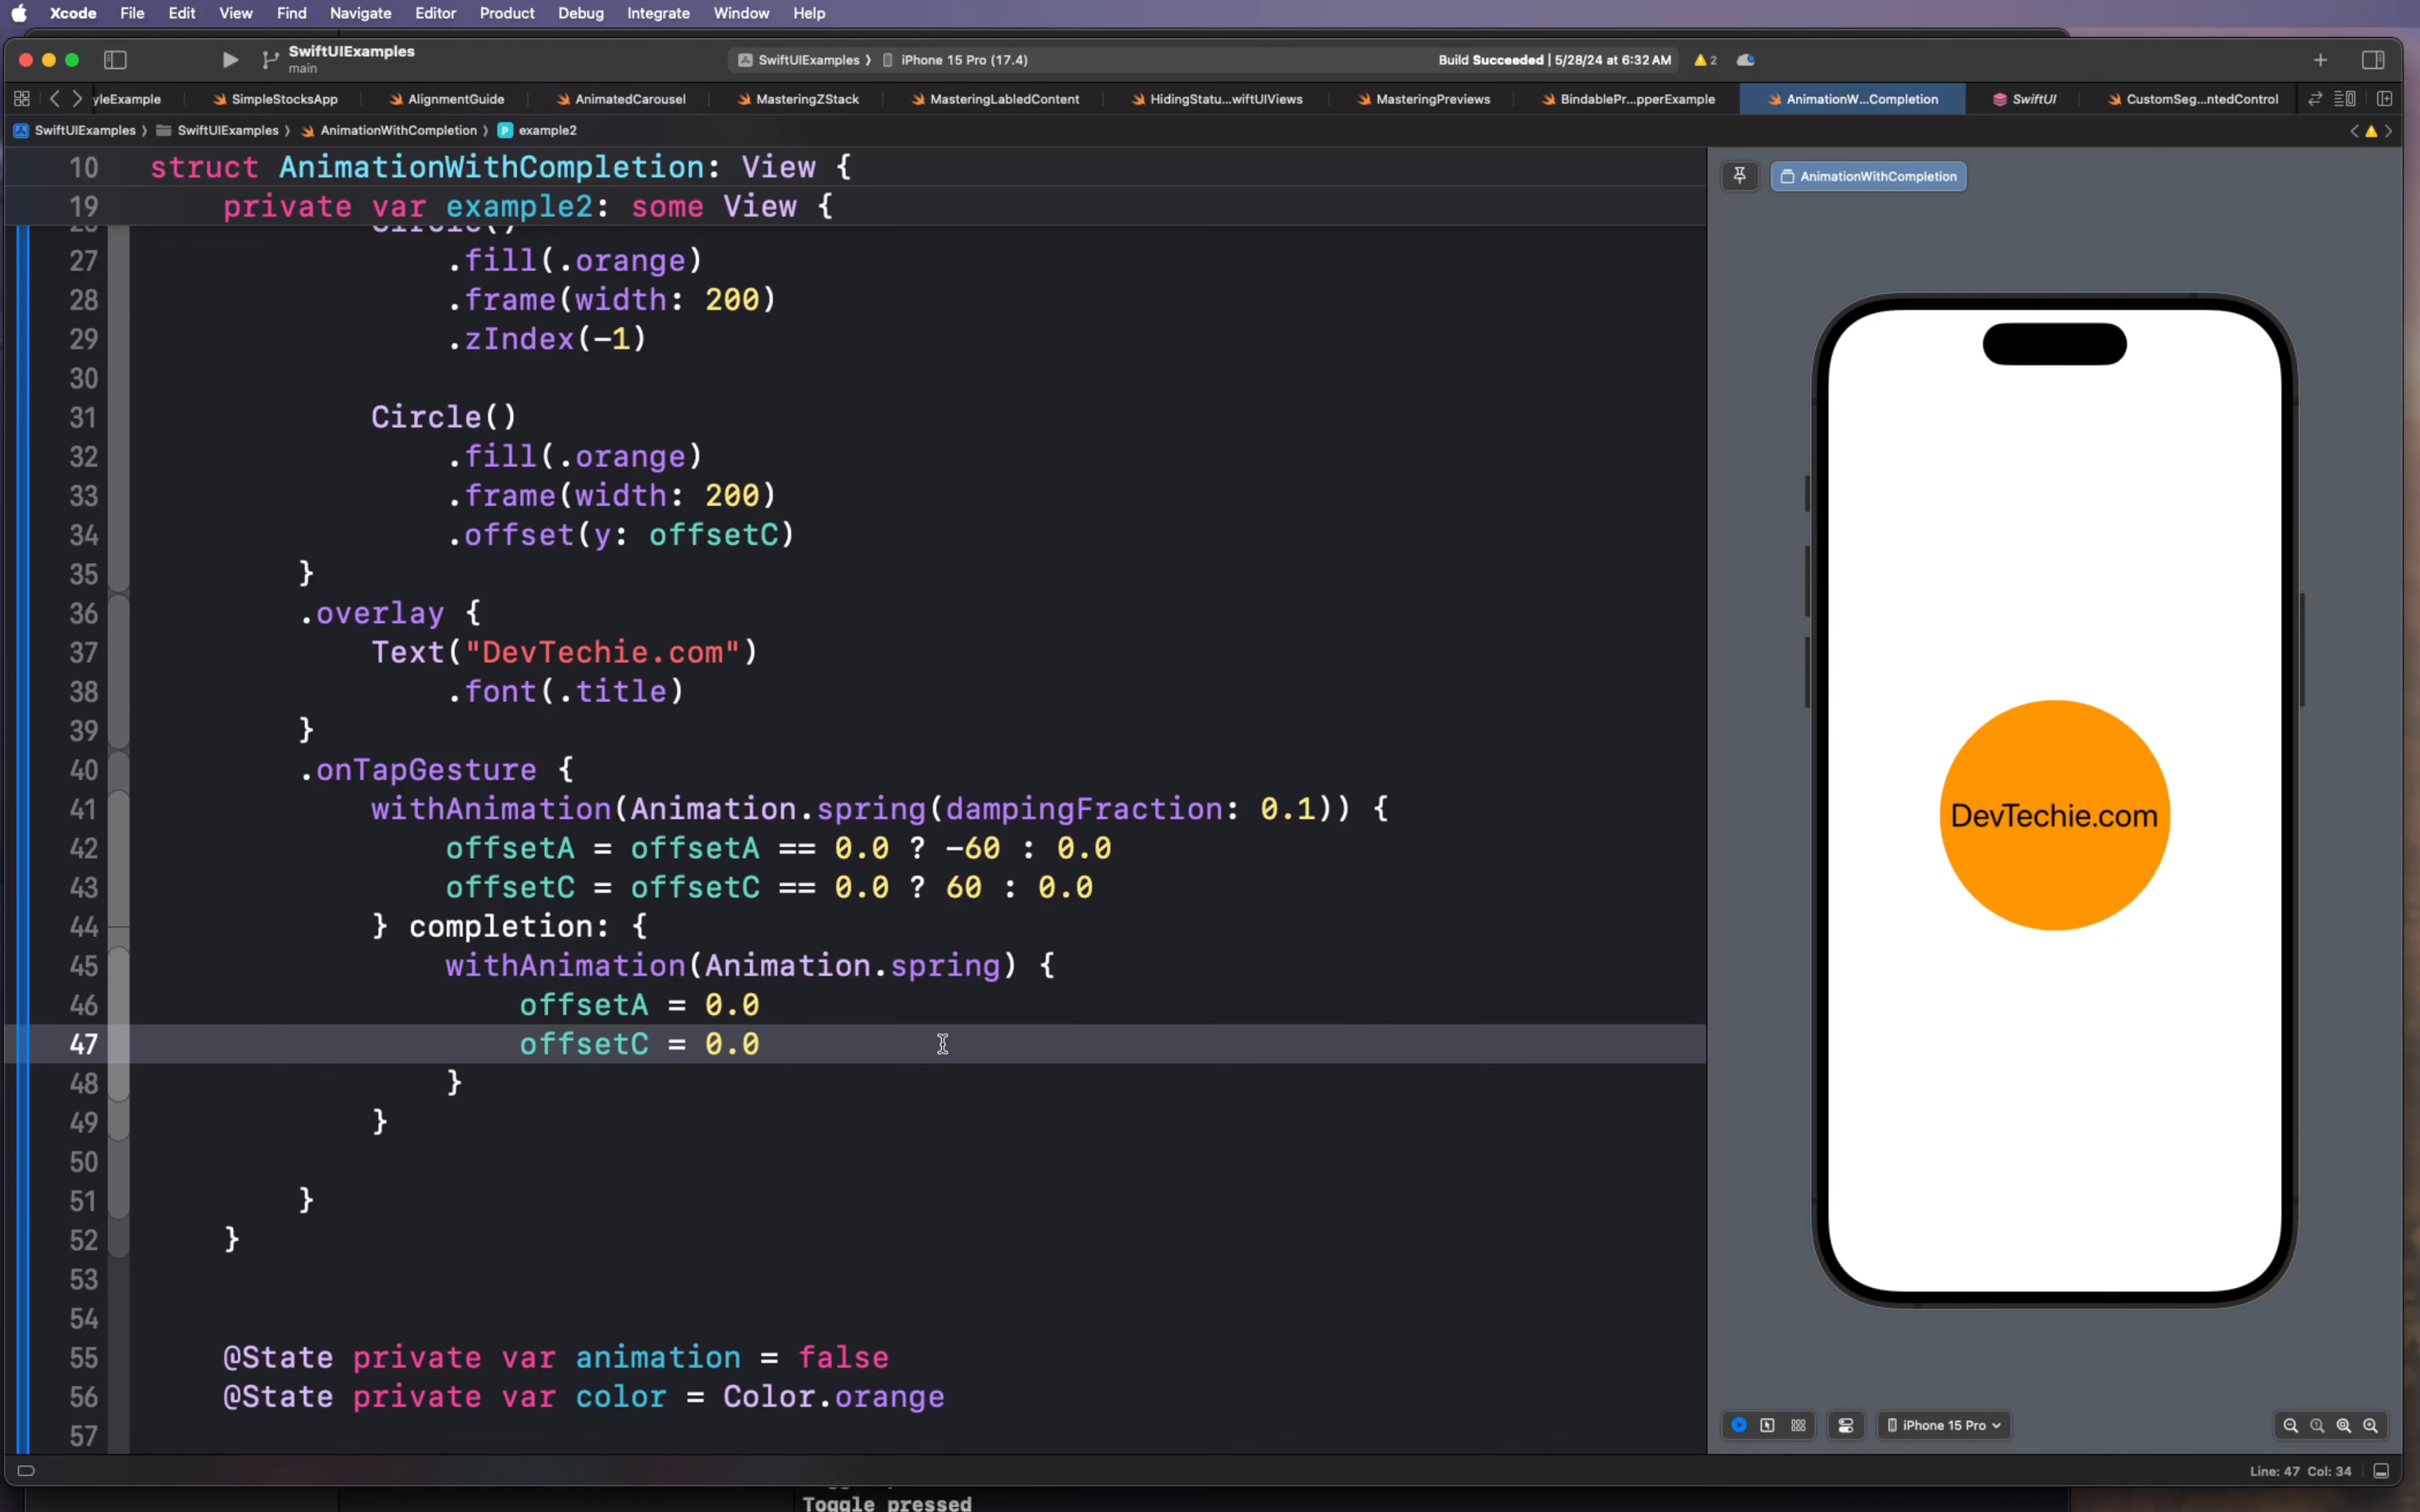 Xcode File Edit View Find Navigate Editor Product Debug Integrate Window Help
SwiftUIExamples
main
SwiftUIExamples 〉 iPhone 15 Pro (17.4)
Build Succeeded | 5/28/24 at 6:32 AM 2
yleExample SimpleStocksApp AlignmentGuide AnimatedCarousel MasteringZStack MasteringLabledContent HidingStatu...wiftUIViews MasteringPreviews BindablePr...pperExample AnimationW...Completion SwiftUI CustomSeg...ntedControl
SwiftUIExamples 〉 SwiftUIExamples 〉 AnimationWithCompletion 〉 P example2
10 struct AnimationWithCompletion: View {
19 private var example2: some View {
26 Circle()
27 .fill(.orange)
28 .frame(width: 200)
29 .zIndex(-1)
30
31 Circle()
32 .fill(.orange)
33 .frame(width: 200)
34 .offset(y: offsetC)
35 }
36 .overlay {
37 Text("DevTechie.com")
38 .font(.title)
39 }
40 .onTapGesture {
41 withAnimation(Animation.spring(dampingFraction: 0.1)) {
42 offsetA = offsetA == 0.0 ? -60 : 0.0
43 offsetC = offsetC == 0.0 ? 60 : 0.0
44 } completion: {
45 withAnimation(Animation.spring) {
46 offsetA = 0.0
47 offsetC = 0.0
48 }
49 }
50
51 }
52 }
53
54
55 @State private var animation = false
56 @State private var color = Color.orange
57
AnimationWithCompletion
DevTechie.com
iPhone 15 Pro
Line: 47 Col: 34
Toggle pressed